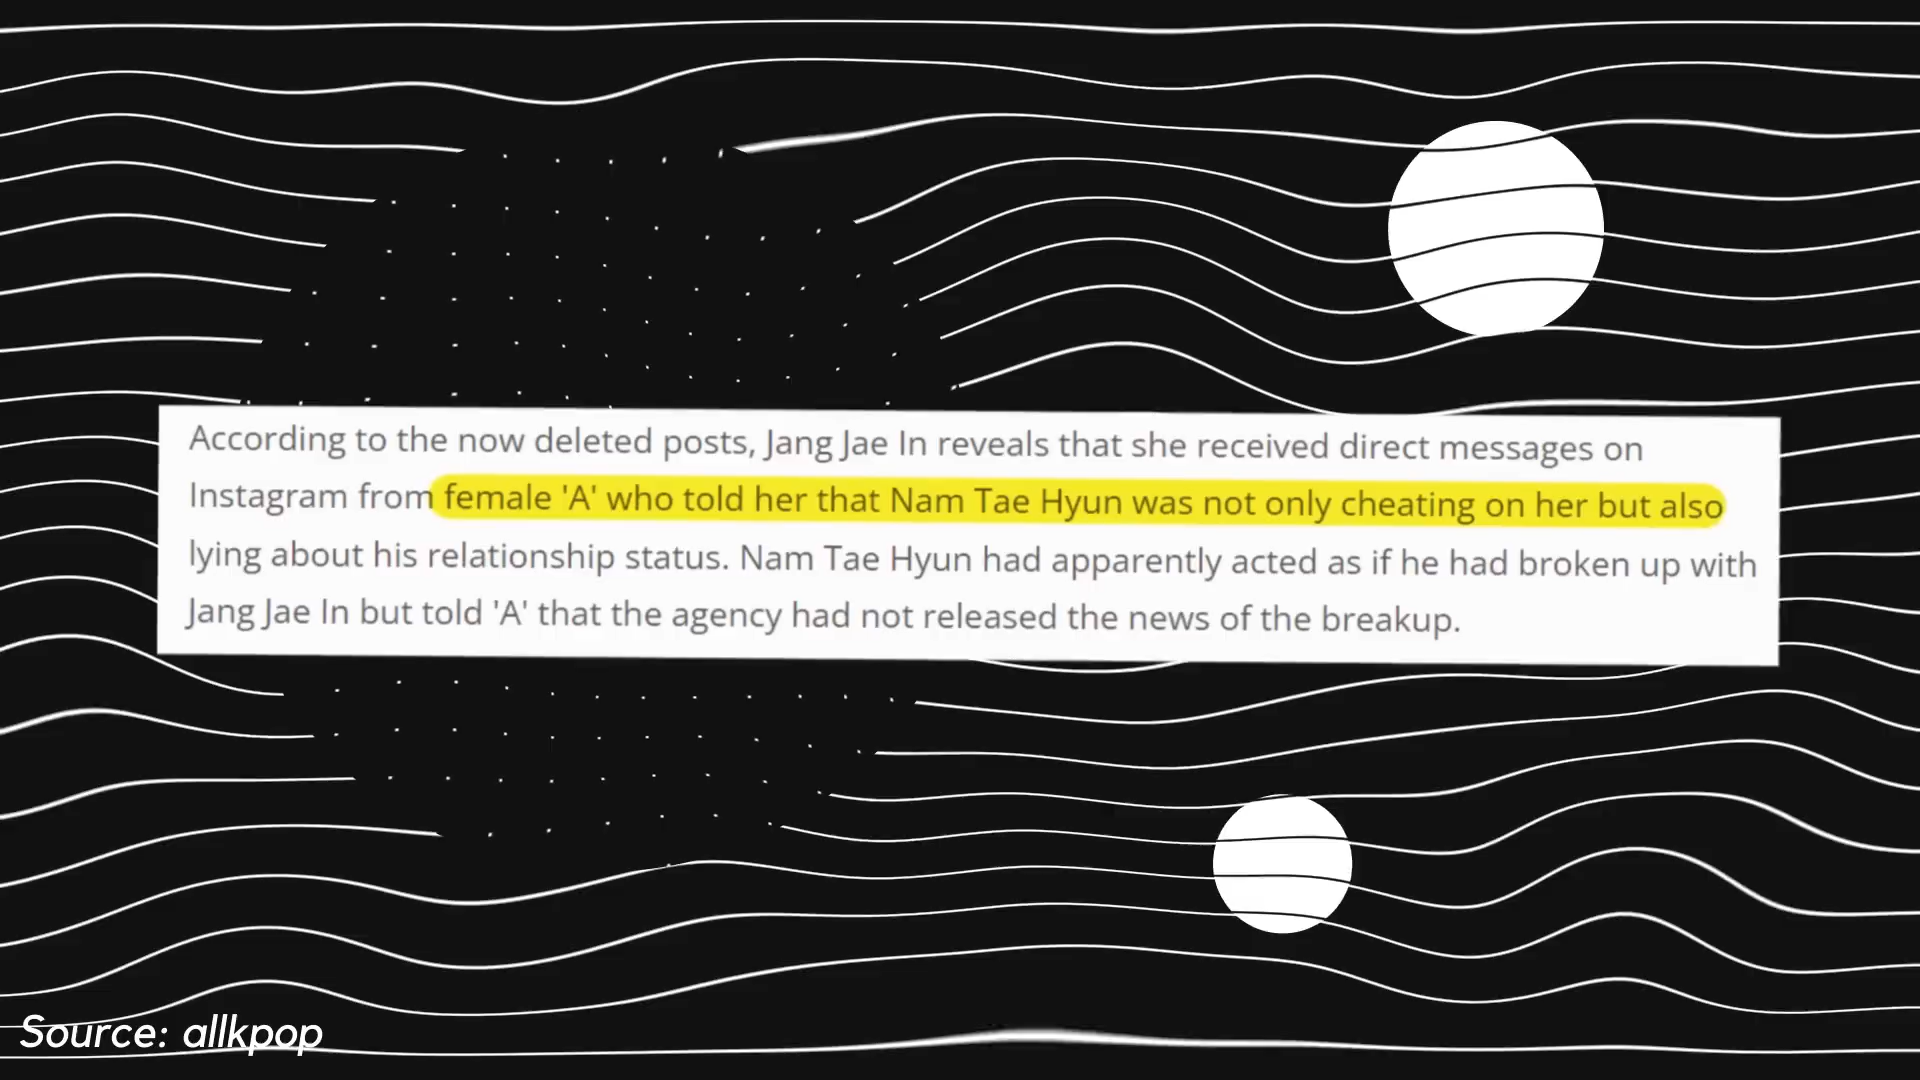 According to the now deleted posts, Jang Jae In reveals that she received direct messages on
Instagram from female 'A' who told her that Nam Tae Hyun was not only cheating on her but also
lying about his relationship status. Nam Tae Hyun had apparently acted as if he had broken up with
Jang Jae In but told 'A' that the agency had not released the news of the breakup.
Source: allkpop